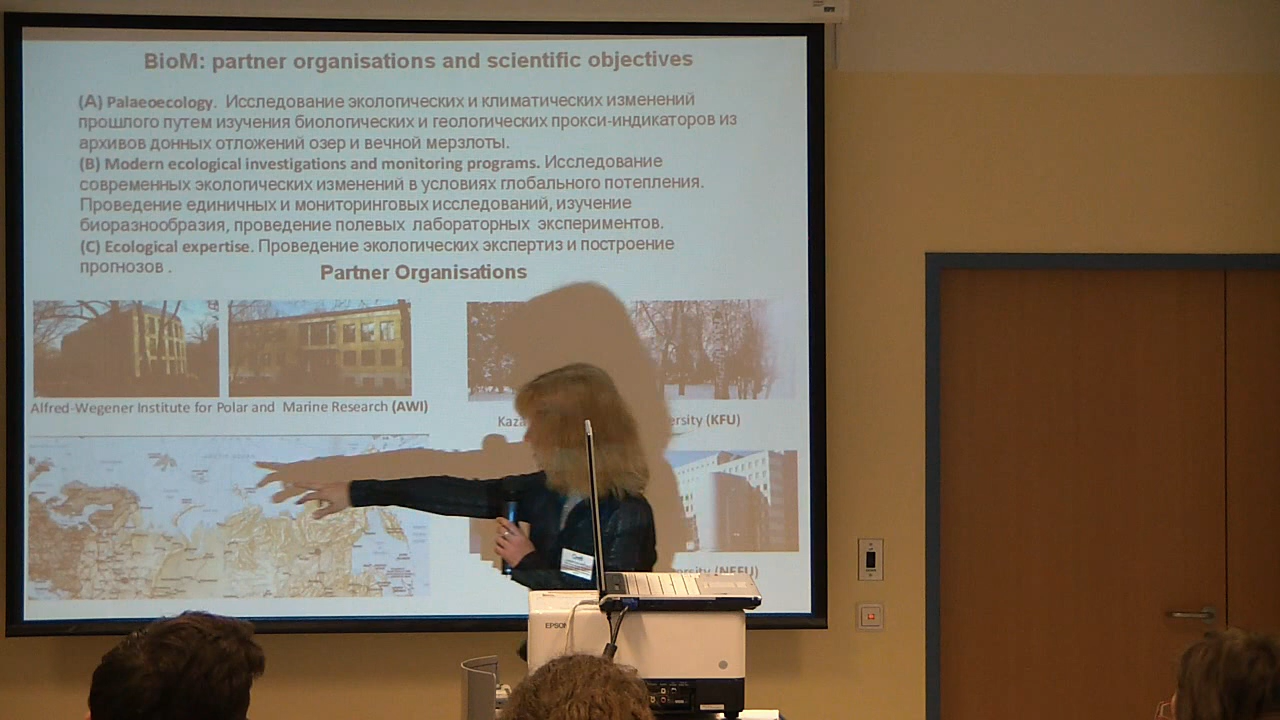 BioM: partner organisations and scientific objectives
(A) Palaeoecology. Исследование экологических и климатических изменений
прошлого путем изучения биологических и геологических прокси-индикаторов из
архивов донных отложений озер и вечной мерзлоты.
(B) Modern ecological investigations and monitoring programs. Исследование
современных экологических изменений в условиях глобального потепления.
Проведение единичных и мониторинговых исследований, изучение
биоразнообразия, проведение полевых лабораторных экспериментов.
(C) Ecological expertise. Проведение экологических экспертиз и построение
прогнозов .
Partner Organisations
Alfred-Wegener Institute for Polar and Marine Research (AWI)
(KFU)
(NEFU)
EPSON